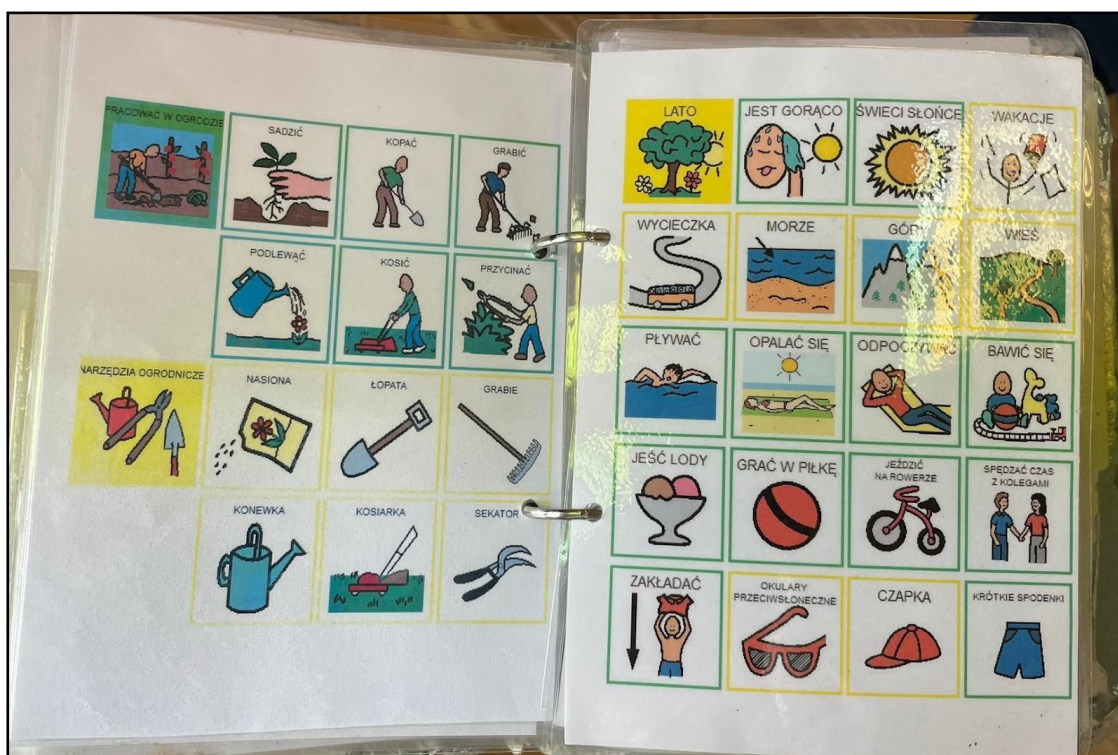 PRACOWAĆ W OGRODZIE
SADZIĆ
KOPAĆ
GRABIĆ
PODLEWAĆ
KOSIĆ
PRZYCINAĆ
NARZĘDZIA OGRODNICZE
NASIONA
ŁOPATA
GRABIE
KONEWKA
KOSIARKA
SEKATOR
LATO
JEST GORĄCO
ŚWIECI SŁOŃCE
WAKACJE
WYCIECZKA
MORZE
GÓRY
WIEŚ
PŁYWAĆ
OPALAĆ SIĘ
ODPOCZYWAĆ
BAWIĆ SIĘ
JEŚĆ LODY
GRAĆ W PIŁKĘ
JEŹDZIĆ
NA ROWERZE
SPĘDZAĆ CZAS
Z KOLEGAMI
ZAKŁADAĆ
OKULARY
PRZECIWSŁONECZNE
CZAPKA
KRÓTKIE SPODENKI